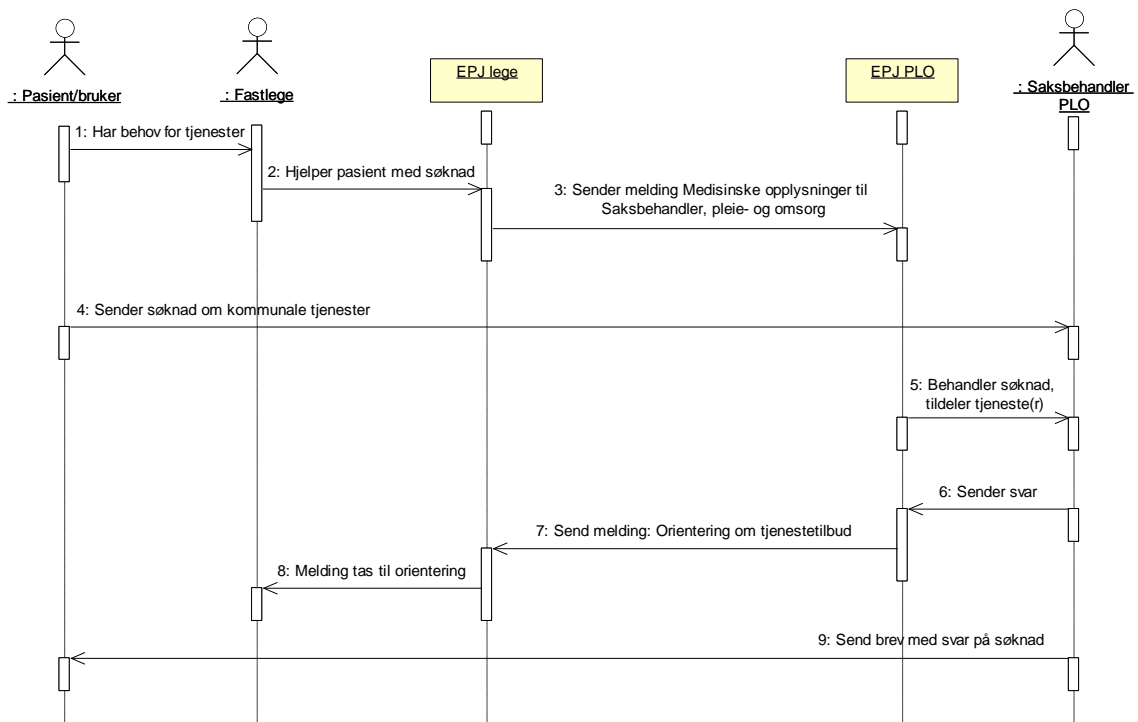 : Pasient/bruker
: Fastlege
EPJ lege
EPJ PLO
: Saksbehandler
PLO
1: Har behov for tjenester
2: Hjelper pasient med søknad
3: Sender melding Medisinske opplysninger til
Saksbehandler, pleie- og omsorg
4: Sender søknad om kommunale tjenester
5: Behandler søknad,
tildeler tjeneste(r)
6: Sender svar
7: Send melding: Orientering om tjenestetilbud
8: Melding tas til orientering
9: Send brev med svar på søknad